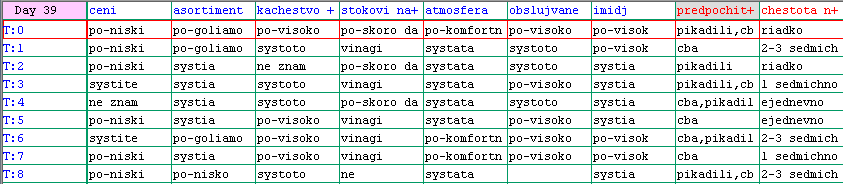 Day 39 ceni asortiment kachestvo + stokovi na+ atmosfera obslujvane imidj predpochit+ chestota n+
T:0 po-niski po-goliamo po-visoko po-skoro da po-komfortn po-visoko po-visok pikadili,cb riadko
T:1 po-niski po-goliamo systoto vinagi systata systoto po-visok cba 2-3 sedmich
T:2 po-niski systia ne znam po-skoro da systata systoto systia pikadili riadko
T:3 systite systia systoto vinagi systata po-visoko po-visok pikadili,cb 1 sedmichno
T:4 ne znam systia systoto po-skoro da systata systoto systia cba,pikadil ejednevno
T:5 po-niski systia po-visoko vinagi systata po-visoko systia cba ejednevno
T:6 systite po-goliamo po-visoko vinagi po-komfortn po-visoko po-visok cba,pikadil 2-3 sedmich
T:7 po-niski systia po-visoko vinagi po-komfortn po-visoko po-visok cba 1 sedmichno
T:8 po-niski po-nisko systoto ne systata systia pikadili,cb 2-3 sedmich